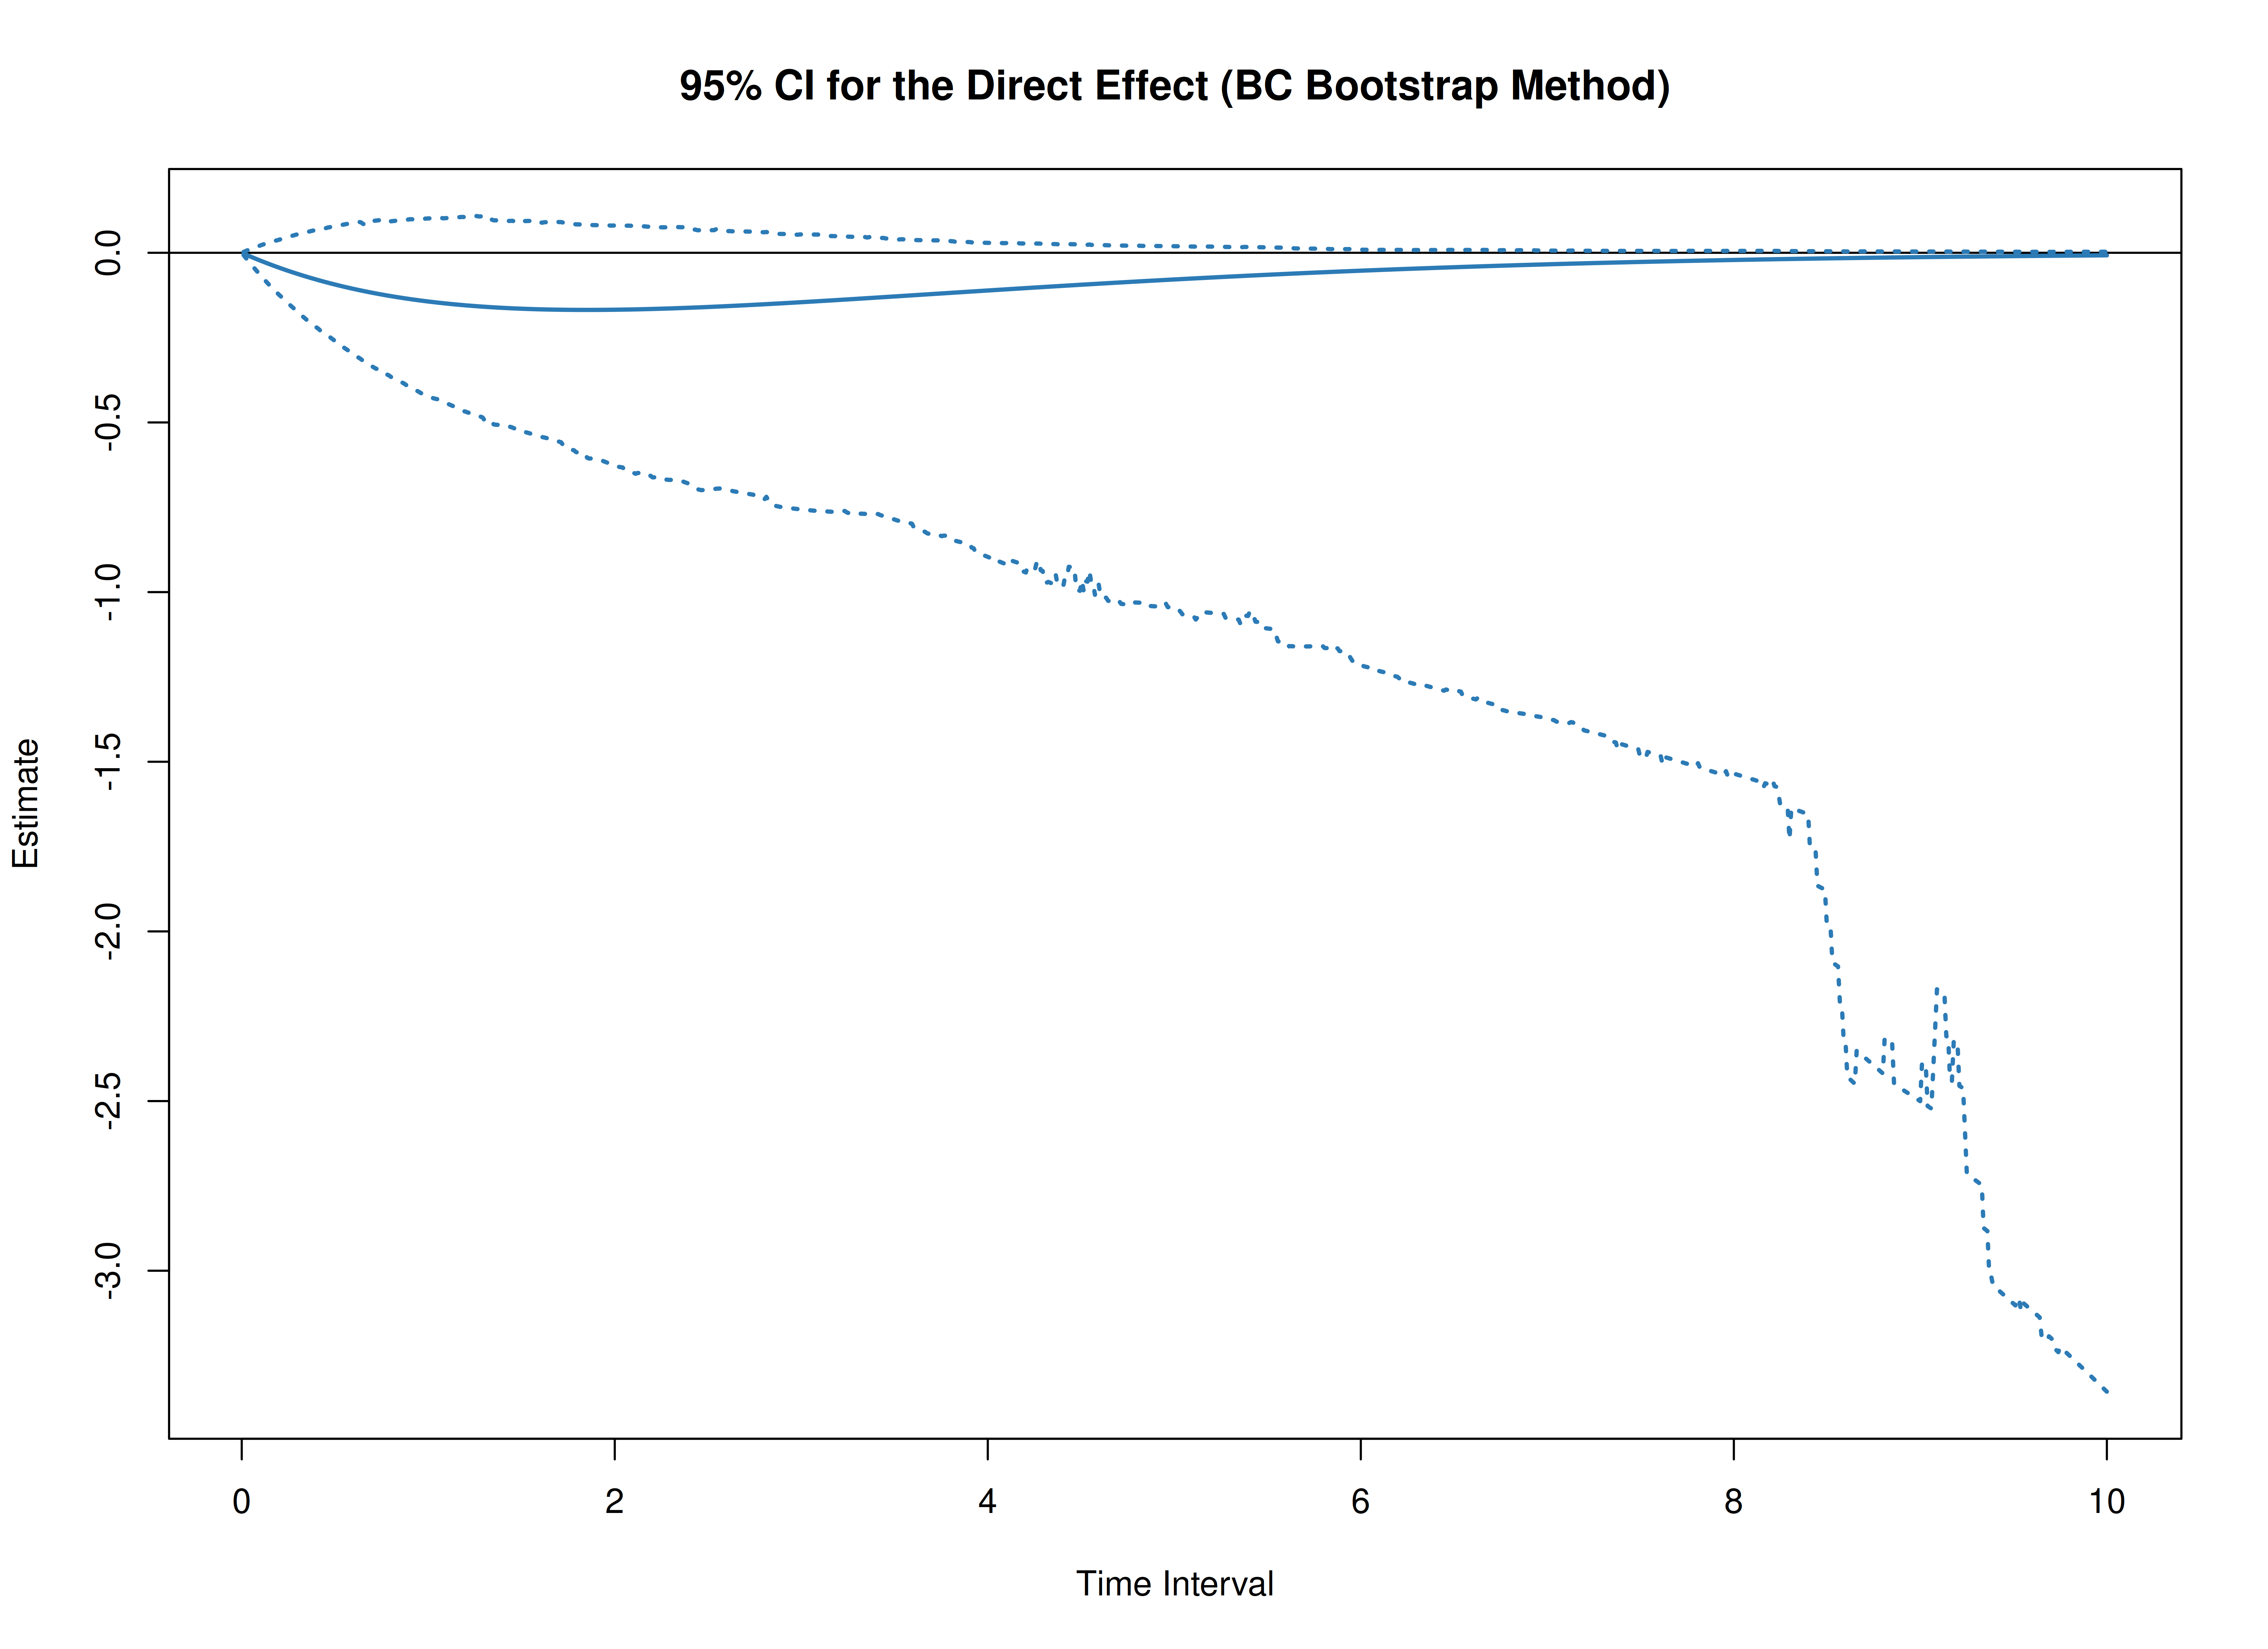 95% CI for the Direct Effect (BC Bootstrap Method)
Estimate
0.0
-0.5
-1.0
-1.5
-2.0
-2.5
-3.0
0 2 4 6 8 10
Time Interval